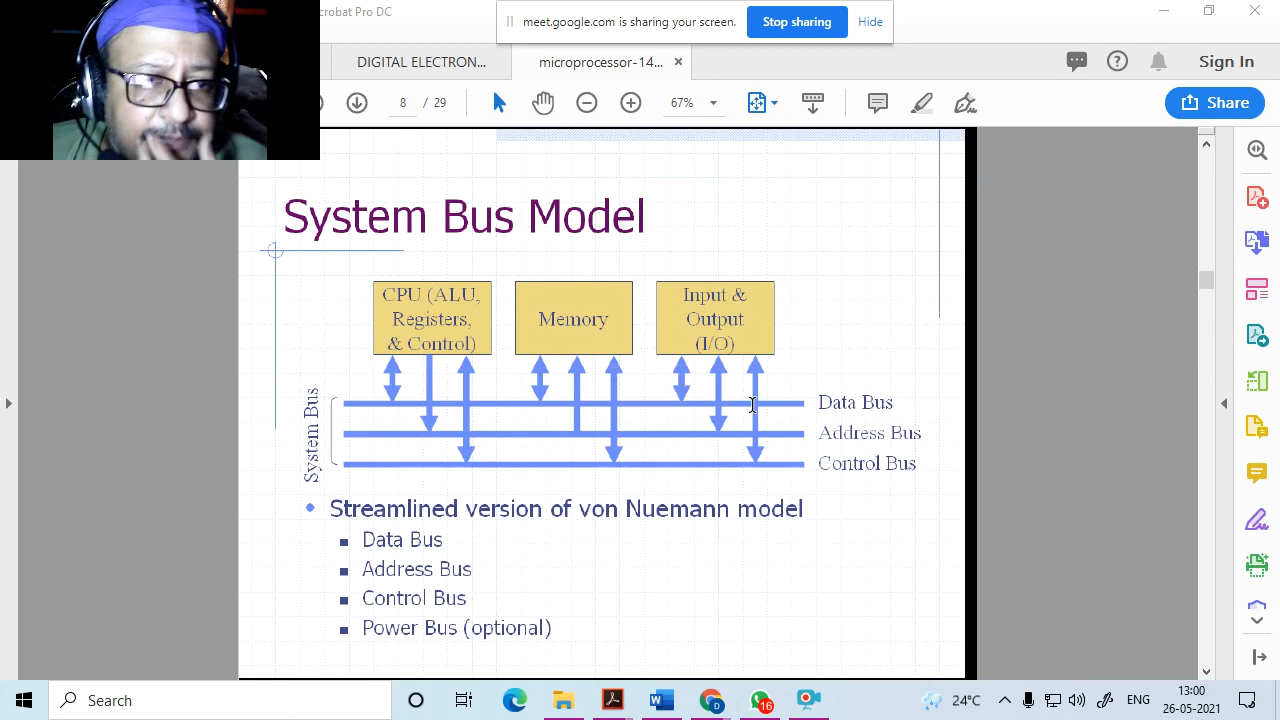 crobat Pro DC
meet.google.com is sharing your screen.
Stop sharing
Hide
DIGITAL ELECTRON...
microprocessor-14...
Sign In
8 / 29
67%
Share
System Bus Model
CPU (ALU,
Registers,
& Control)
Memory
Input &
Output
(I/O)
System Bus
Data Bus
Address Bus
Control Bus
Streamlined version of von Nuemann model
Data Bus
Address Bus
Control Bus
Power Bus (optional)
Search
16
24°C
ENG
13:00
26-05-2021